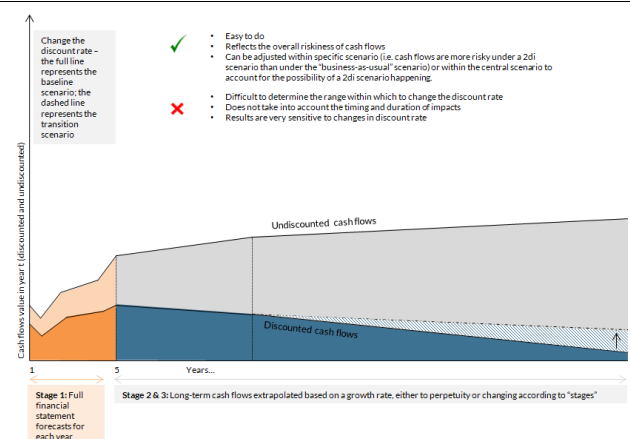 Change the
discount rate –
the full line
represents the
baseline
scenario; the
dashed line
represents the
transition
scenario
• Easy to do
• Reflects the overall riskiness of cash flows
• Can be adjusted within specific scenario (i.e. cash flows are more risky under a 2di
scenario than under the "business-as-usual" scenario) or within the central scenario to
account for the possibility of a 2di scenario happening.
• Difficult to determine the range within which to change the discount rate
• Does not take into account the timing and duration of impacts
• Results are very sensitive to changes in discount rate
Cash flows value in year t (discounted and undiscounted)
Undiscounted cash flows
Discounted cash flows
1
5
Years...
Stage 1: Full
financial
statement
forecasts for
each year
Stage 2 & 3: Long-term cash flows extrapolated based on a growth rate, either to perpetuity or changing according to "stages"